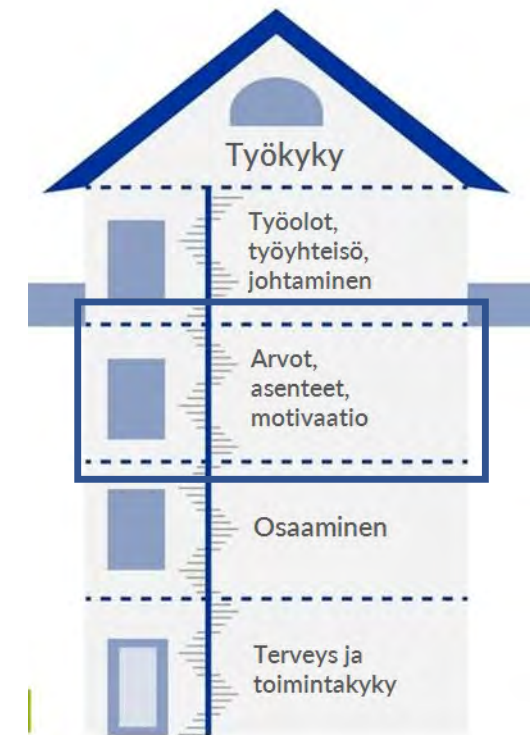 Työkyky
Työolot,
työyhteisö,
johtaminen
Arvot,
asenteet,
motivaatio
Osaaminen
Terveys ja
toimintakyky